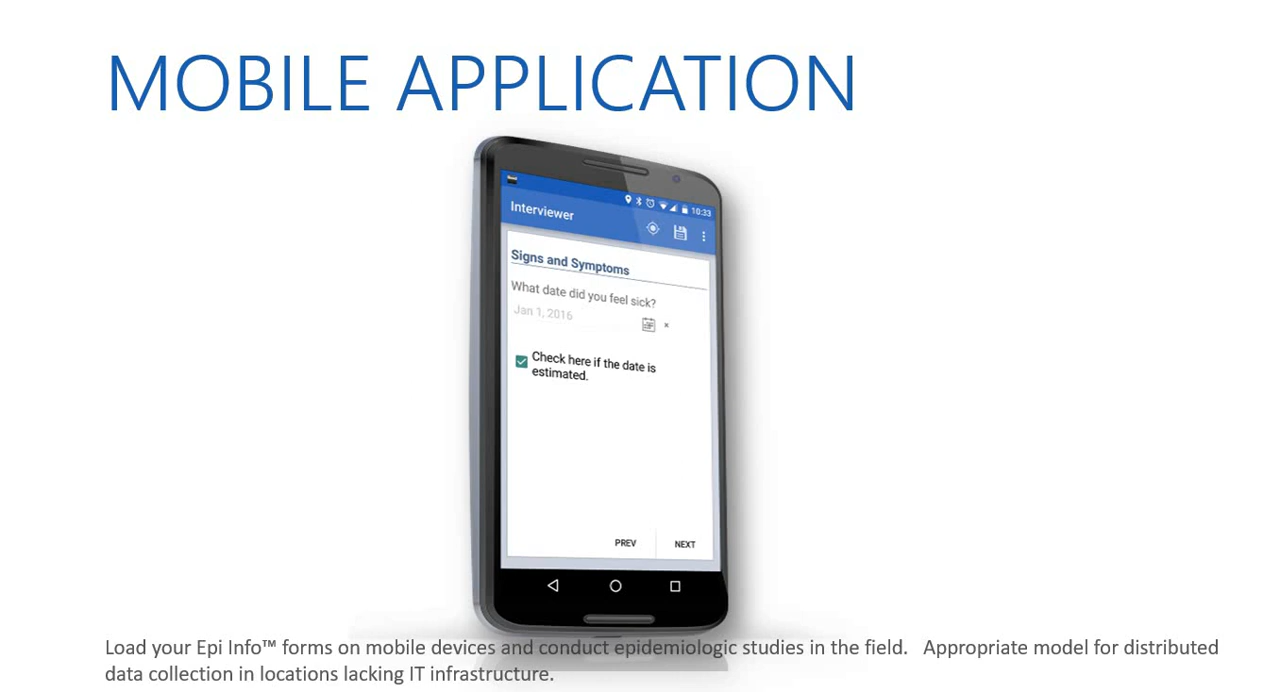 MOBILE APPLICATION
10:33
Interviewer
Signs and Symptoms
What date did you feel sick?
Jan 1, 2016
Check here if the date is
estimated.
PREV NEXT
Load your Epi Info™ forms on mobile devices and conduct epidemiologic studies in the field. Appropriate model for distributed
data collection in locations lacking IT infrastructure.